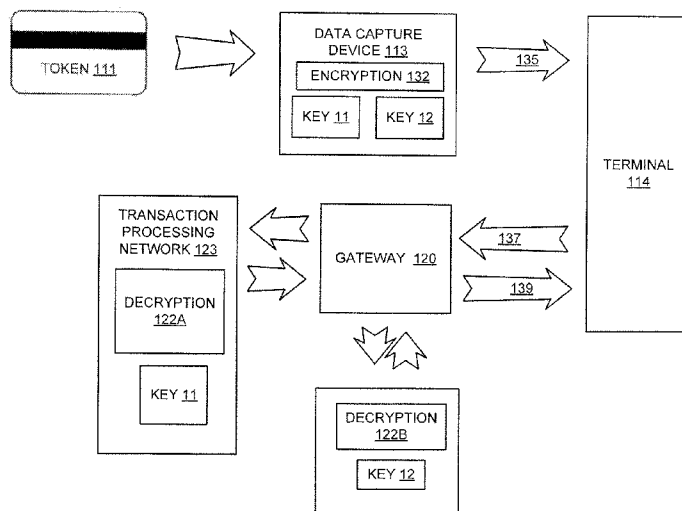 TOKEN 111
DATA CAPTURE
DEVICE 113
ENCRYPTION 132
KEY 11
KEY 12
135
TERMINAL
114
TRANSACTION
PROCESSING
NETWORK 123
DECRYPTION
122A
KEY 11
GATEWAY 120
137
139
DECRYPTION
122B
KEY 12